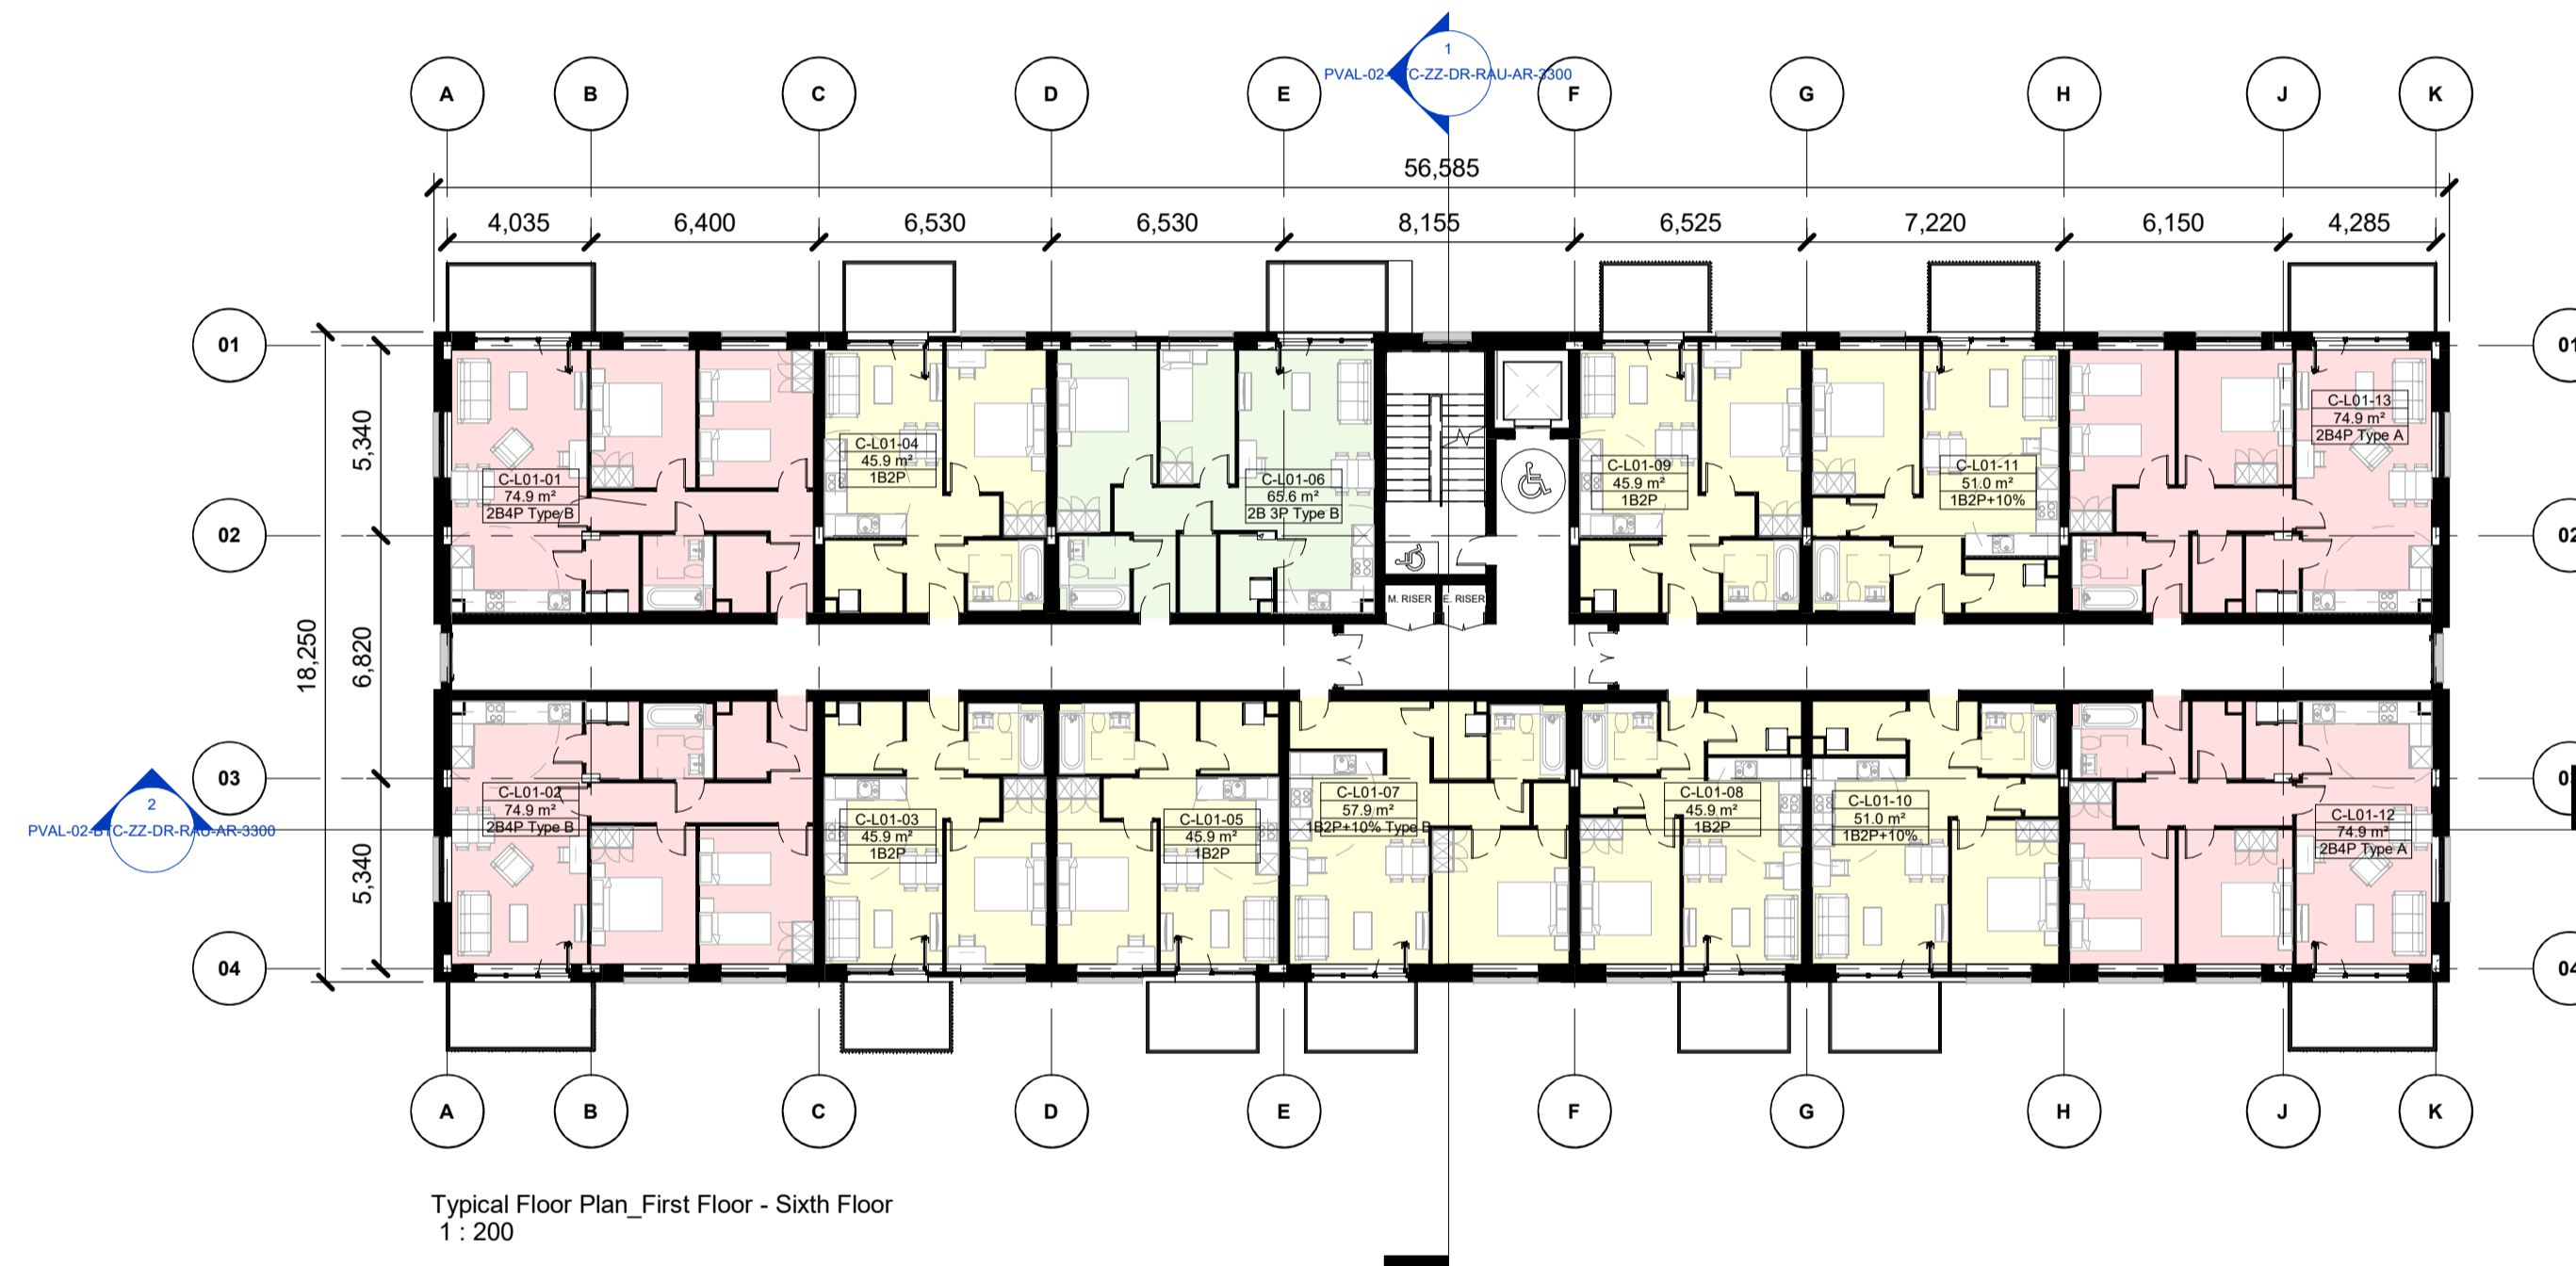 1
PVAL-02-BTC-ZZ-DR-RAU-AR-3300
A B C D E F G H J K
56,585
4,035 6,400 6,530 6,530 8,155 6,525 7,220 6,150 4,285
01
01
5,340
C-L01-13
74.9 m²
2B4P Type A
C-L01-04
45.9 m²
1B2P
C-L01-09
45.9 m²
1B2P
C-L01-11
51.0 m²
1B2P+10%
C-L01-01
74.9 m²
2B4P Type B
C-L01-06
65.6 m²
2B 3P Type B
02
02
M. RISER
E. RISER
18,250
6,820
03
03
C-L01-02
74.9 m²
2B4P Type B
C-L01-07
57.9 m²
1B2P+10% Type B
C-L01-08
45.9 m²
1B2P
C-L01-10
51.0 m²
1B2P+10%
2
PVAL-02-BTC-ZZ-DR-RAU-AR-3300
C-L01-03
45.9 m²
1B2P
C-L01-05
45.9 m²
1B2P
C-L01-12
74.9 m²
2B4P Type A
5,340
04
04
A B C D E F G H J K
Typical Floor Plan_First Floor - Sixth Floor
1 : 200